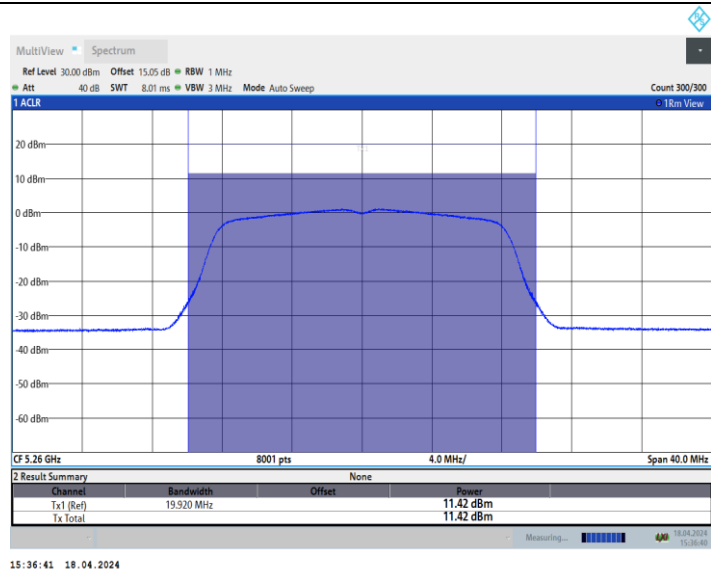 MultiView Spectrum
Ref Level 30.00 dBm Offset 15.05 dB RBW 1 MHz
Att 40 dB SWT 8.01 ms VBW 3 MHz Mode Auto Sweep Count 300/300
1 ACLR 1Rm View
20 dBm
10 dBm
0 dBm
-10 dBm
-20 dBm
-30 dBm
-40 dBm
-50 dBm
-60 dBm
CF 5.26 GHz 8001 pts 4.0 MHz/ Span 40.0 MHz
2 Result Summary None
Channel Bandwidth Offset Power
Tx1 (Ref) 19.920 MHz 11.42 dBm
Tx Total 11.42 dBm
Measuring... 18.04.2024
15:36:40
15:36:41 18.04.2024